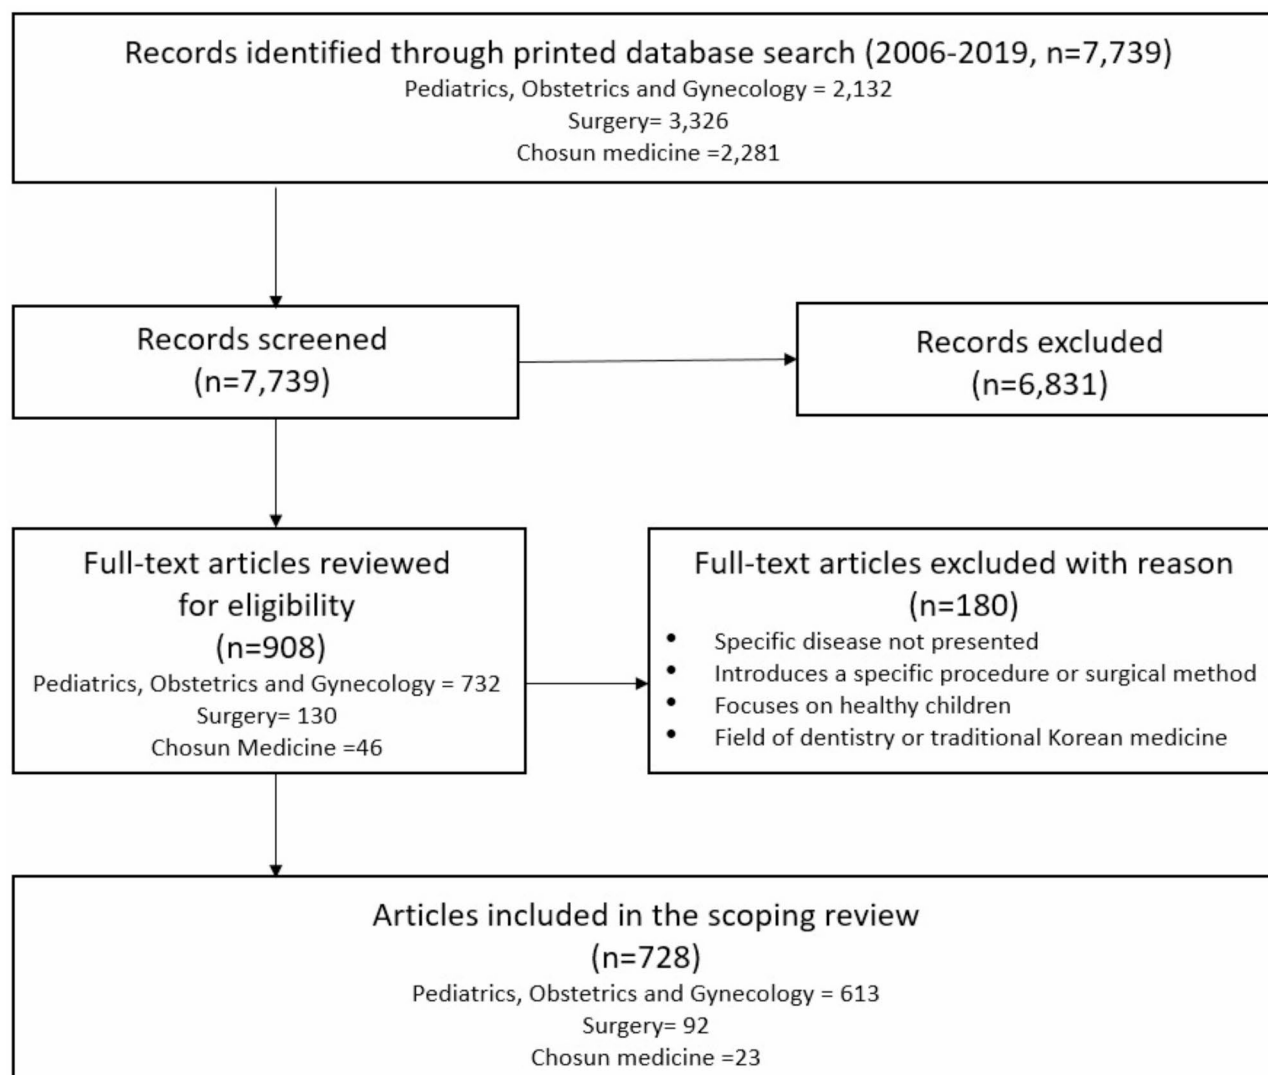 Records identified through printed database search (2006-2019, n=7,739)
Pediatrics, Obstetrics and Gynecology = 2,132
Surgery= 3,326
Chosun medicine =2,281
Records screened
(n=7,739)
Records excluded
(n=6,831)
Full-text articles reviewed
for eligibility
(n=908)
Pediatrics, Obstetrics and Gynecology = 732
Surgery= 130
Chosun Medicine =46
Full-text articles excluded with reason
(n=180)
• Specific disease not presented
• Introduces a specific procedure or surgical method
• Focuses on healthy children
• Field of dentistry or traditional Korean medicine
Articles included in the scoping review
(n=728)
Pediatrics, Obstetrics and Gynecology = 613
Surgery= 92
Chosun medicine =23